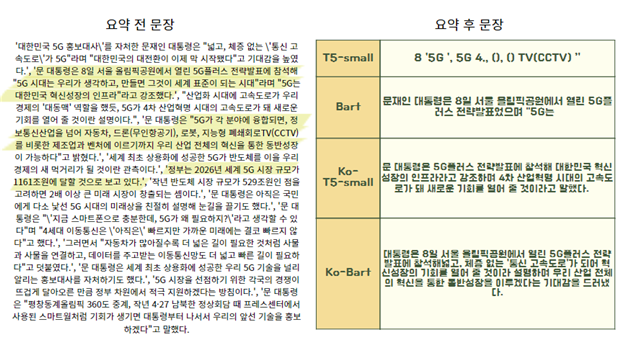 요약 전 문장
'대한민국 5G 홍보대사\'를 자처한 문재인 대통령은 "넓고, 체증 없는 \'통신 고
속도로\'가 5G"라며 "대한민국의 대전환이 이제 막 시작됐다"고 기대감을 높였
다.', '문 대통령은 8일 서울 올림픽공원에서 열린 5G플러스 전략발표에 참석해
"5G 시대는 우리가 생각하고, 만들면 그것이 세계 표준이 되는 시대"라며 "5G는
대한민국 혁신성장의 인프라"라고 강조했다.', "산업화 시대에 고속도로가 우리
경제의 '대동맥' 역할을 했듯, 5G가 4차 산업혁명 시대의 고속도로가 돼 새로운
기회를 열어 줄 것이란 설명이다.", '문 대통령은 "5G가 각 분야에 융합되면, 정
보통신산업을 넘어 자동차, 드론(무인항공기), 로봇, 지능형 폐쇄회로TV(CCTV)
를 비롯한 제조업과 벤처에 이르기까지 우리 산업 전체의 혁신을 통한 동반성장
이 가능하다"고 밝혔다.', '세계 최초 상용화에 성공한 5G가 반도체를 이을 우리
경제의 새 먹거리가 될 것이란 관측이다.', '정부는 2026년 세계 5G 시장 규모가
1161조원에 달할 것으로 보고 있다.', '작년 반도체 시장 규모가 529조원인 점을
고려하면 2배 이상 큰 미래 시장이 창출되는 셈이다.', '문 대통령은 아직은 국민
에게 다소 낯선 5G 시대의 미래상을 친절히 설명해 눈길을 끌기도 했다.', '문 대
통령은 "\'지금 스마트폰으로 충분한데, 5G가 왜 필요하지?\'라고 생각할 수 있
다"며 "4세대 이동통신은 \'아직은\' 빠르지만 가까운 미래에는 결코 빠르지 않
다"고 했다.', '그러면서 "자동차가 많아질수록 더 넓은 길이 필요한 것처럼 사물
과 사물을 연결하고, 데이터를 주고받는 이동통신망도 더 넓고 빠른 길이 필요하
다"고 덧붙였다.', '문 대통령은 세계 최초 상용화에 성공한 우리 5G 기술을 널리
알리는 홍보대사를 자처하기도 했다.', '5G 시장을 선점하기 위한 각국의 경쟁이
뜨겁게 달아오른 만큼 정부 차원에서 적극 지원하겠다는 방침이다.', '문 대통령
은 "평창동계올림픽 360도 중계, 작년 4·27 남북한 정상회담 때 프레스센터에서
사용된 스마트월처럼 기회가 생기면 대통령부터 나서서 우리의 앞선 기술을 홍보
하겠다"고 말했다.
요약 후 문장
T5-small
8 '5G ', 5G 4., (), () TV(CCTV) "
Bart
문재인 대통령은 8일 서울 올림픽공원에서 열린 5G플
러스 전략발표였으며 "5G는
Ko-
T5-small
문 대통령은 5G플러스 전략발표에 참석해 대한민국 혁신
성장의 인프라라고 강조하며 4차 산업혁명 시대의 고속도
로가 돼 새로운 기회를 열어 줄 것이라고 말했다.
Ko-Bart
대통령은 8일 서울 올림픽공원에서 열린 5G플러스 전략
발표에 참석해넓고, 체증 없는 '통신 고속도로'가 되어 혁
신성장의 기회를 열어 줄 것이라 설명하며 우리 산업 전체
의 혁신을 통한 동반성장을 이루겠다는 기대감을 드러냈
다.